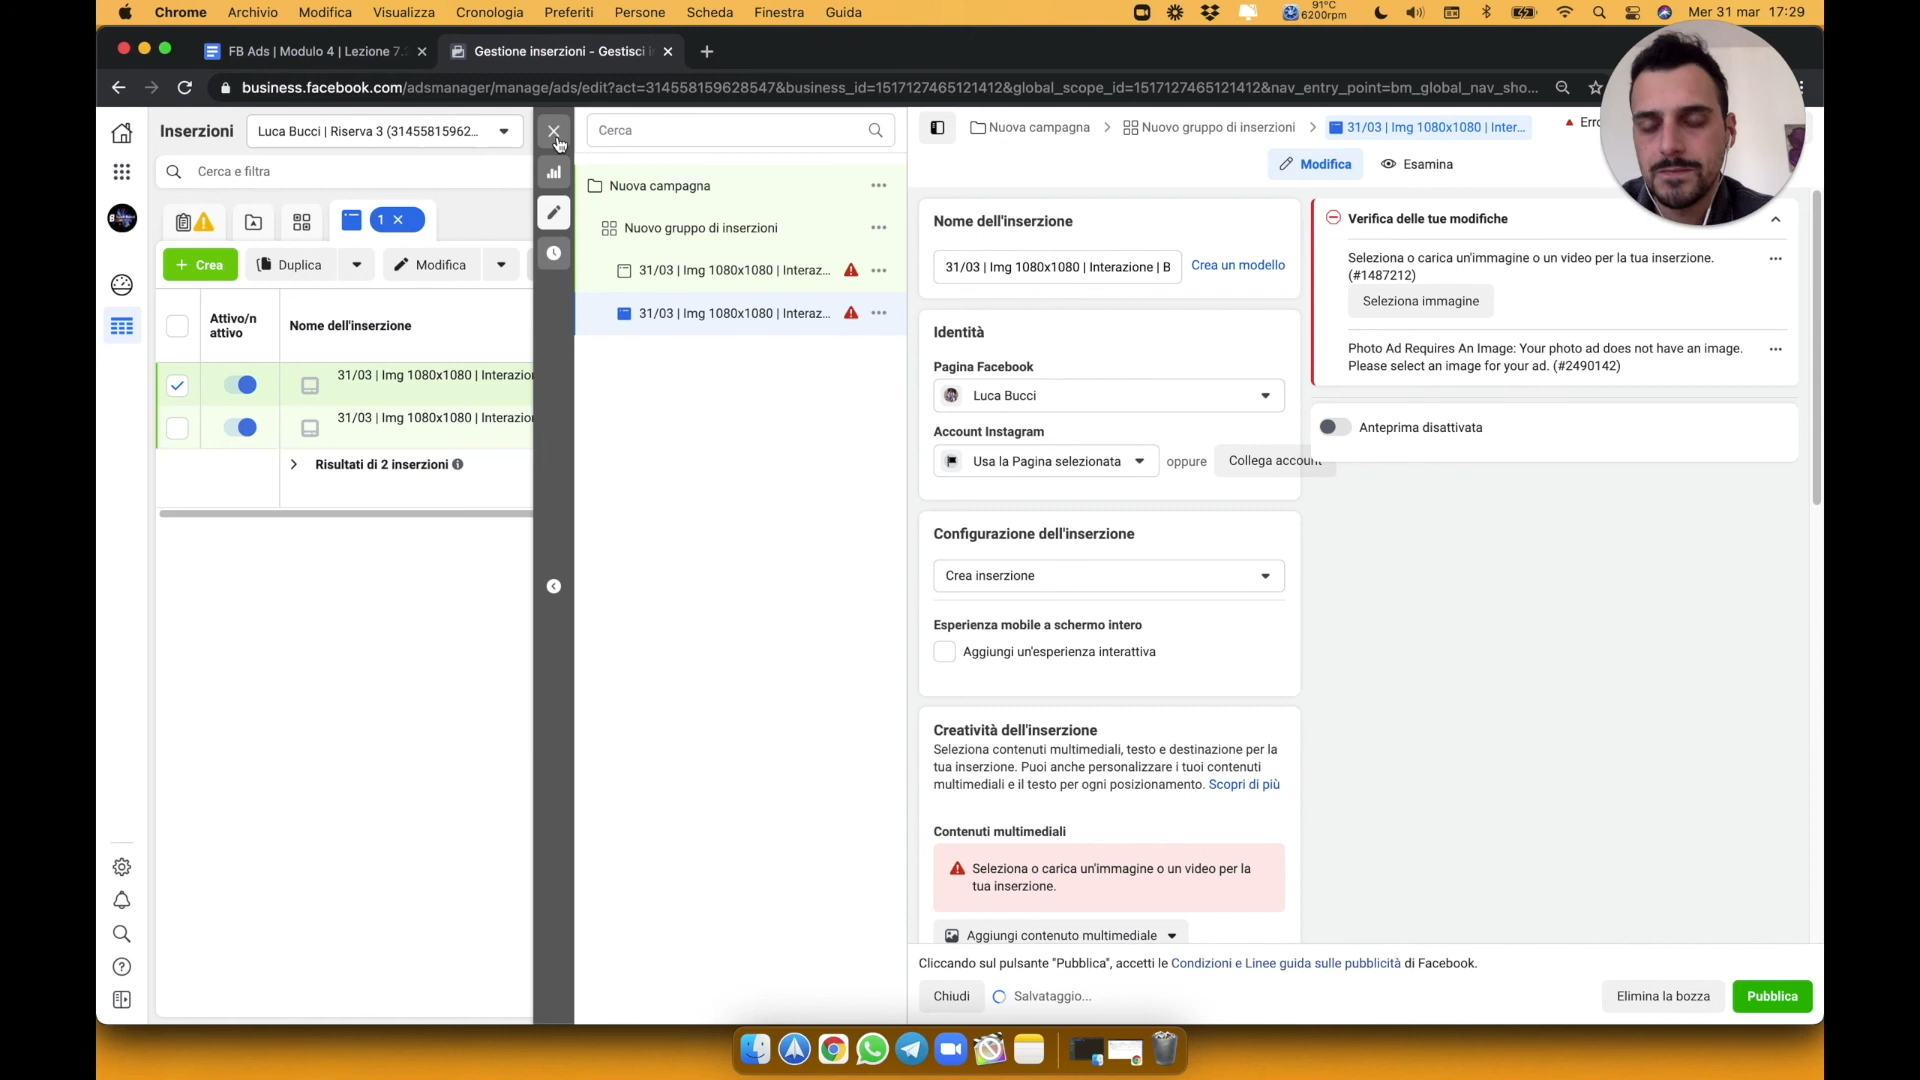 Chrome Archivio Modifica Visualizza Cronologia Preferiti Persone Scheda Finestra Guida 91°C 6200rpm Mer 31 mar 17:29
FB Ads | Modulo 4 | Lezione 7. Gestione inserzioni - Gestisci i
business.facebook.com/adsmanager/manage/ads/edit?act=314558159628547&business_id=1517127465121412&global_scope_id=1517127465121412&nav_entry_point=bm_global_nav_sho...
Inserzioni
Luca Bucci | Riserva 3 (31455815962...
Cerca e filtra
1
Crea
Duplica
Modifica
Attivo/n attivo
Nome dell'inserzione
31/03 | Img 1080x1080 | Interazio
31/03 | Img 1080x1080 | Interazio
Risultati di 2 inserzioni
Cerca
Nuova campagna
Nuovo gruppo di inserzioni
31/03 | Img 1080x1080 | Interaz...
31/03 | Img 1080x1080 | Interaz...
Nuova campagna
Nuovo gruppo di inserzioni
31/03 | Img 1080x1080 | Inter...
Erro
Modifica
Esamina
Nome dell'inserzione
31/03 | Img 1080x1080 | Interazione | B
Crea un modello
Identità
Pagina Facebook
Luca Bucci
Account Instagram
Usa la Pagina selezionata
oppure
Collega account
Configurazione dell'inserzione
Crea inserzione
Esperienza mobile a schermo intero
Aggiungi un'esperienza interattiva
Creatività dell'inserzione
Seleziona contenuti multimediali, testo e destinazione per la
tua inserzione. Puoi anche personalizzare i tuoi contenuti
multimediali e il testo per ogni posizionamento. Scopri di più
Contenuti multimediali
Seleziona o carica un'immagine o un video per la
tua inserzione.
Aggiungi contenuto multimediale
Verifica delle tue modifiche
Seleziona o carica un'immagine o un video per la tua inserzione.
(#1487212)
Seleziona immagine
Photo Ad Requires An Image: Your photo ad does not have an image.
Please select an image for your ad. (#2490142)
Anteprima disattivata
Cliccando sul pulsante "Pubblica", accetti le Condizioni e Linee guida sulle pubblicità di Facebook.
Chiudi
Salvataggio...
Elimina la bozza
Pubblica